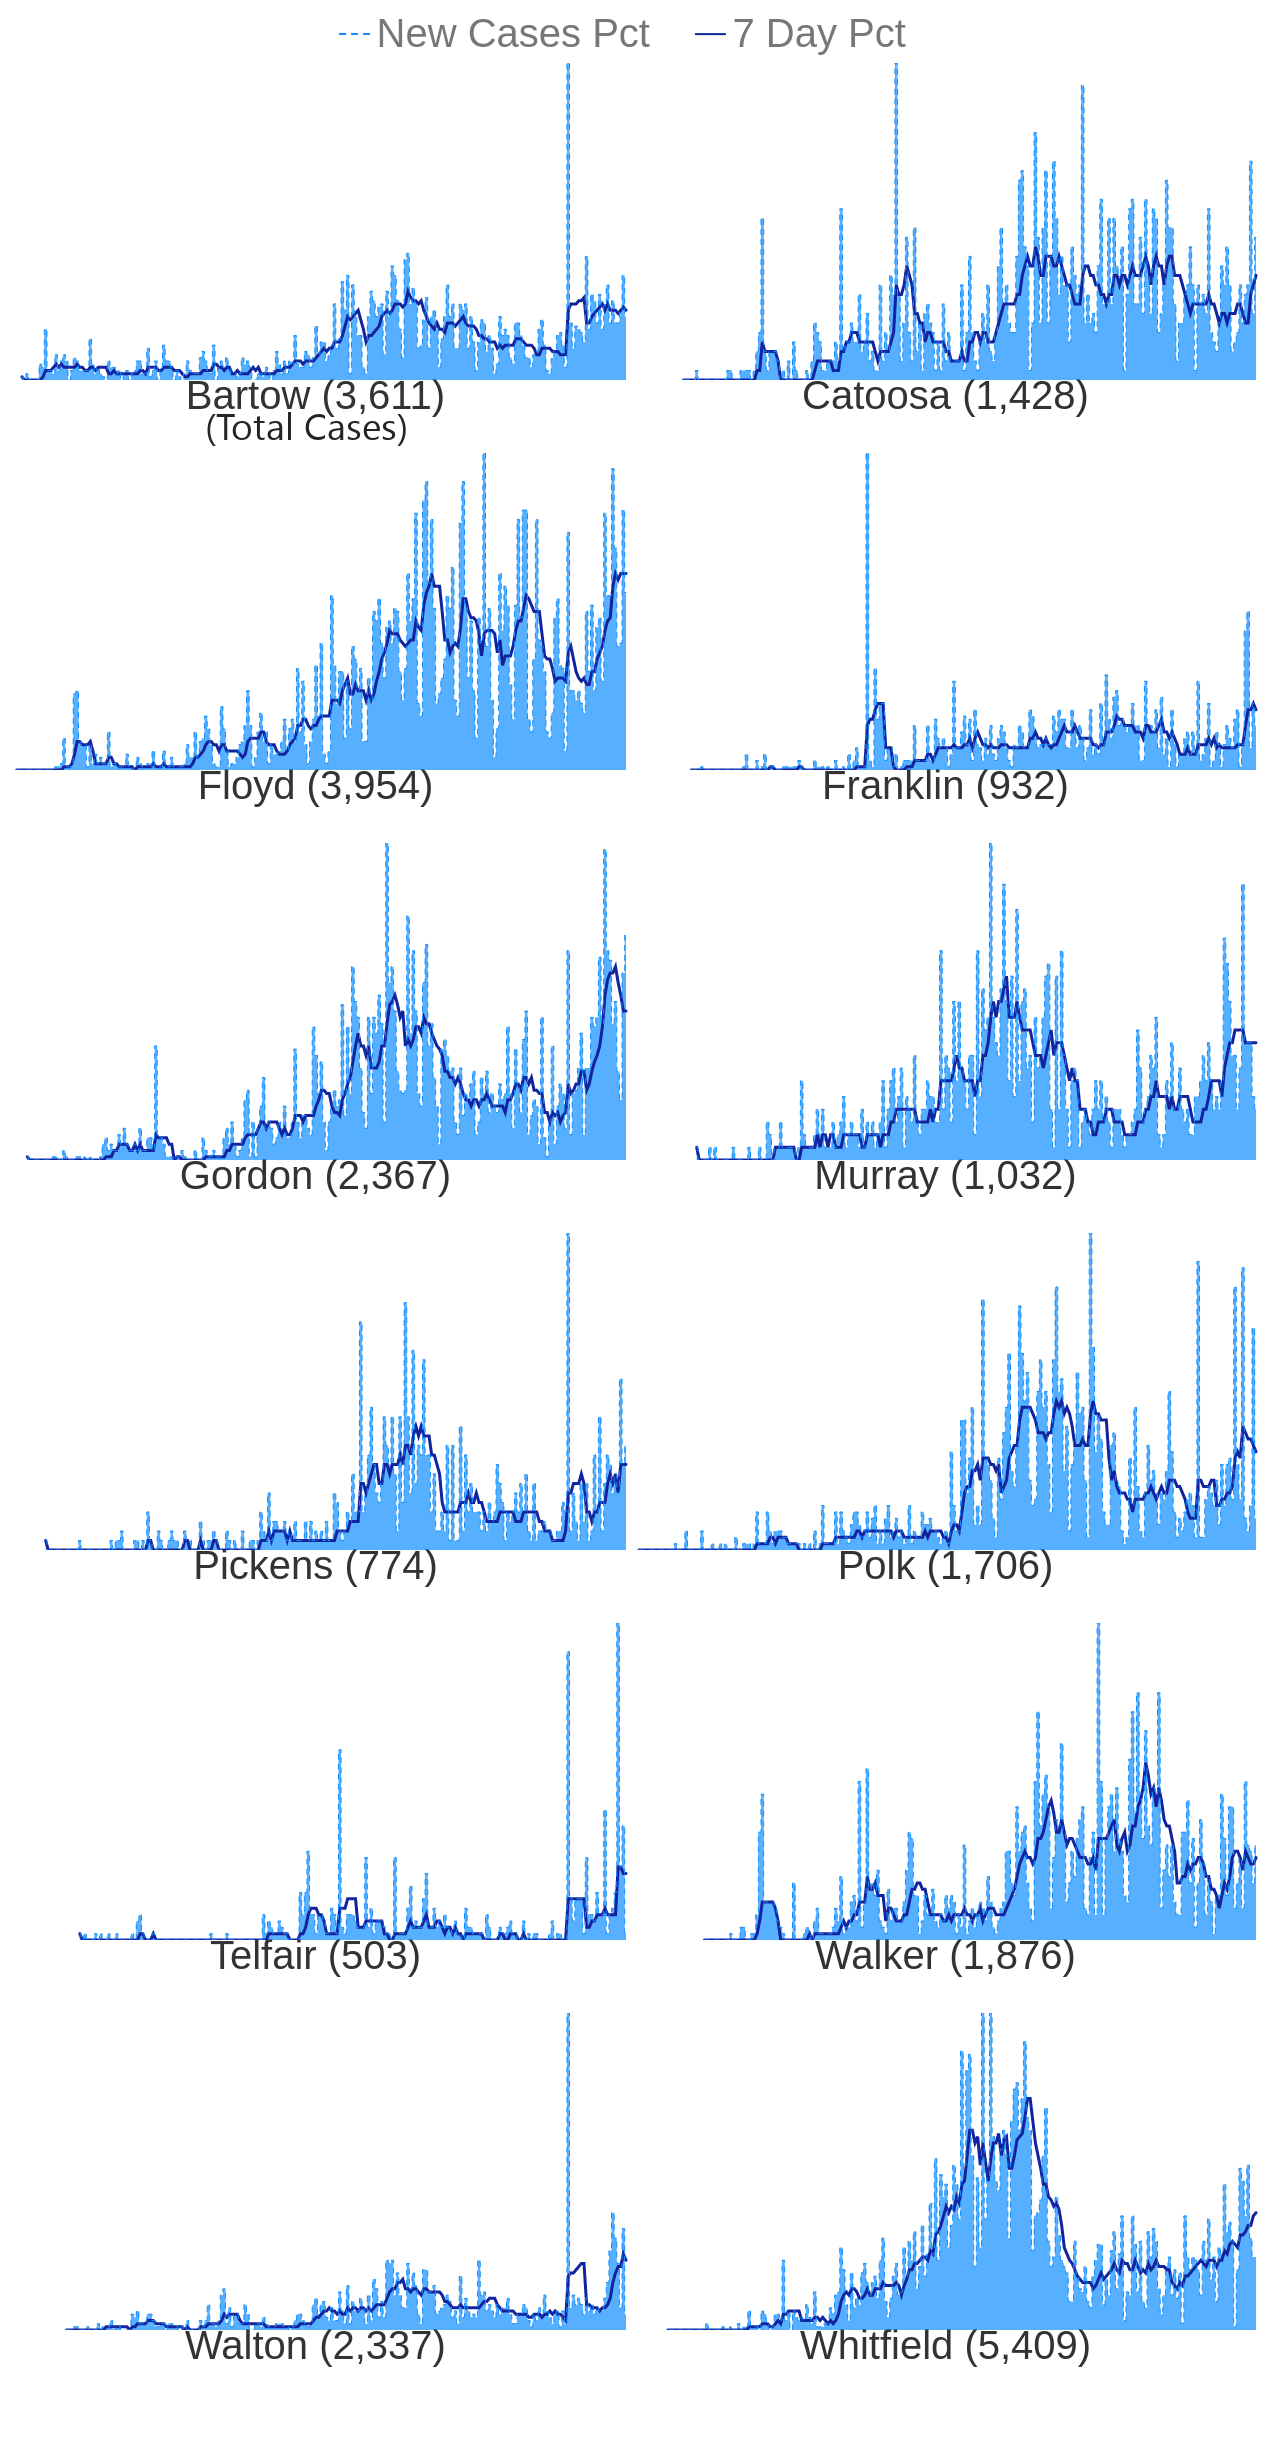 New Cases Pct 7 Day Pct
Bartow (3,611) Catoosa (1,428)
(Total Cases)
Floyd (3,954) Franklin (932)
Gordon (2,367) Murray (1,032)
Pickens (774) Polk (1,706)
Telfair (503) Walker (1,876)
Walton (2,337) Whitfield (5,409)